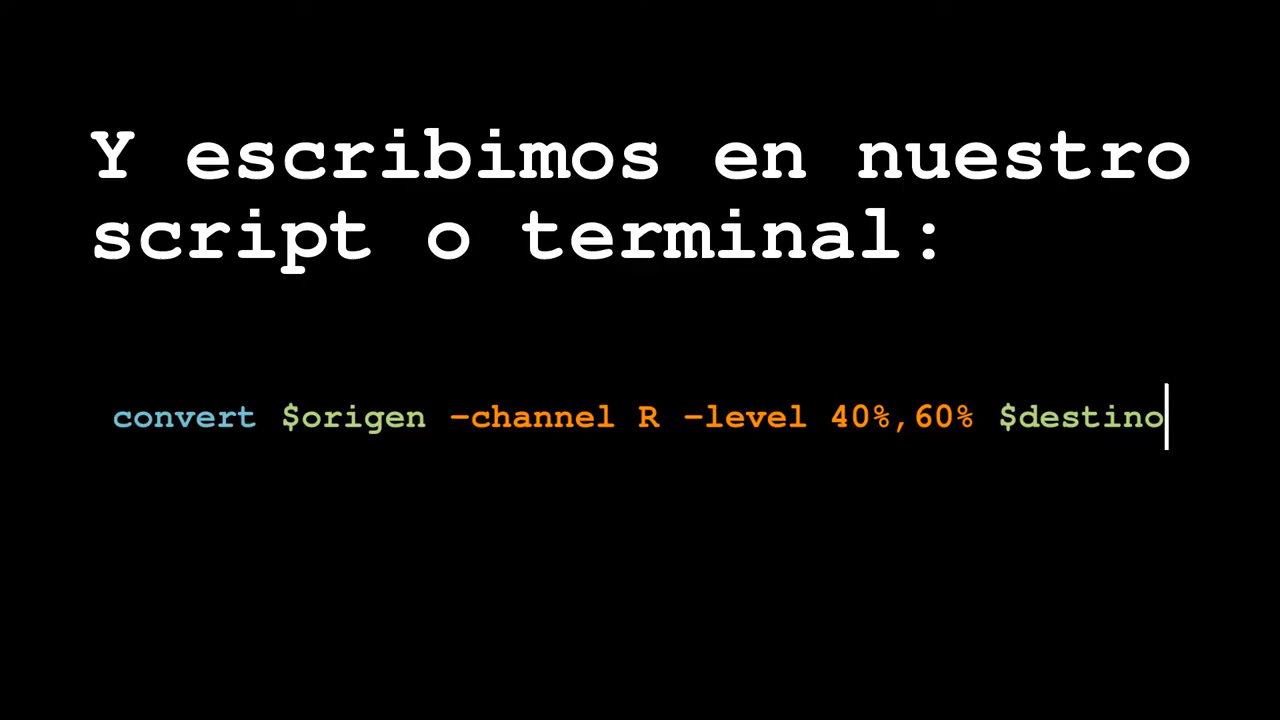 Y escribimos en nuestro
script o terminal:
convert $origen -channel R -level 40%,60% $destino